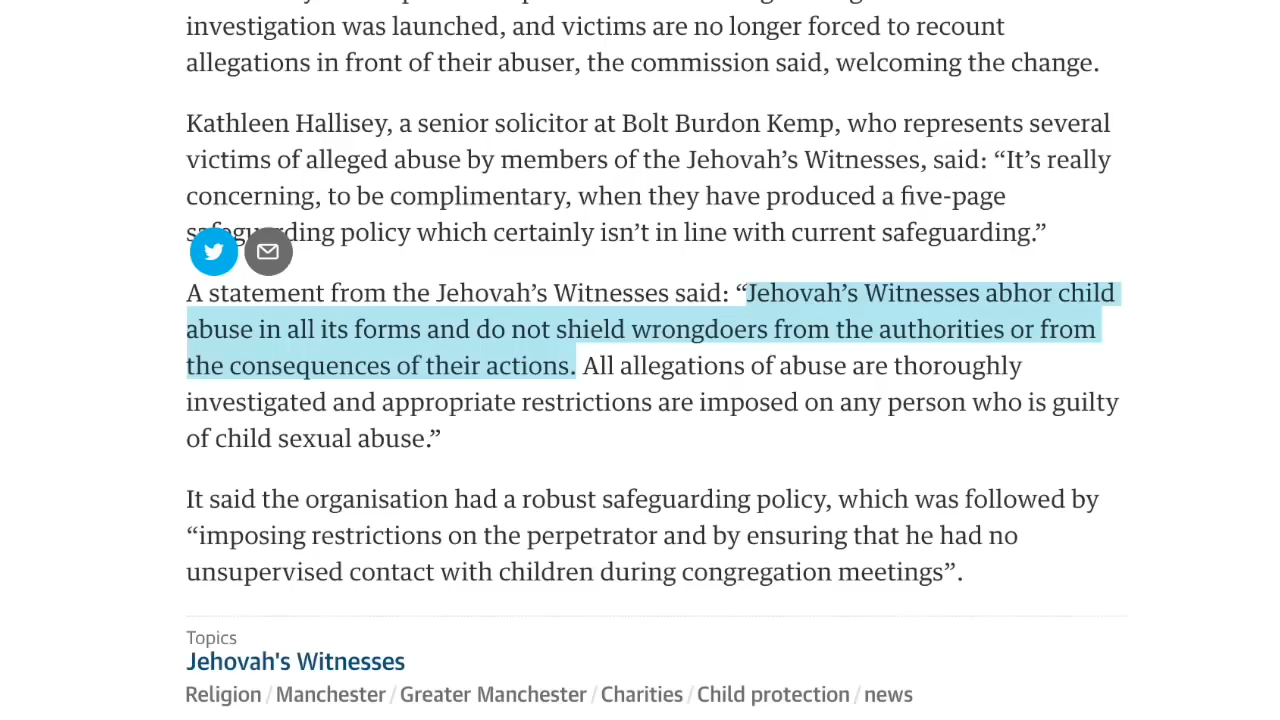 investigation was launched, and victims are no longer forced to recount
allegations in front of their abuser, the commission said, welcoming the change.
Kathleen Hallisey, a senior solicitor at Bolt Burdon Kemp, who represents several
victims of alleged abuse by members of the Jehovah’s Witnesses, said: “It’s really
concerning, to be complimentary, when they have produced a five-page
safeguarding policy which certainly isn’t in line with current safeguarding.”
A statement from the Jehovah’s Witnesses said: “Jehovah’s Witnesses abhor child
abuse in all its forms and do not shield wrongdoers from the authorities or from
the consequences of their actions. All allegations of abuse are thoroughly
investigated and appropriate restrictions are imposed on any person who is guilty
of child sexual abuse.”
It said the organisation had a robust safeguarding policy, which was followed by
“imposing restrictions on the perpetrator and by ensuring that he had no
unsupervised contact with children during congregation meetings”.
Topics
Jehovah's Witnesses
Religion / Manchester / Greater Manchester / Charities / Child protection / news